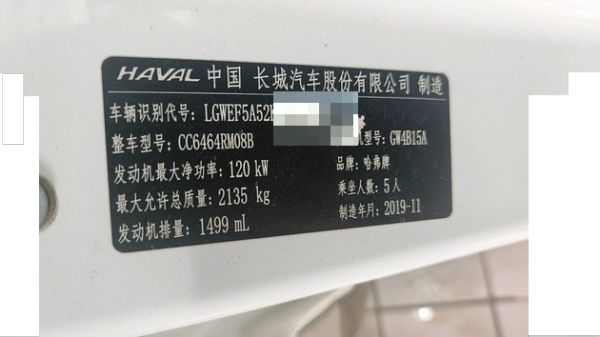 HAVAL 中国 长城汽车股份有限公司 制造
车辆识别代号: LGWEF5A52
整车型号: CC6464RM08B 机型号: GW4B15A
发动机最大净功率: 120 kW 品牌: 哈弗牌
最大允许总质量: 2135 kg 乘坐人数: 5 人
发动机排量: 1499 mL 制造年月: 2019-11